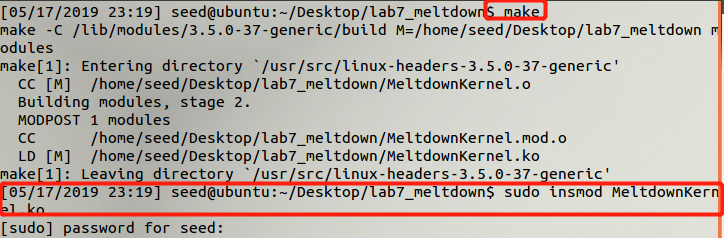 [05/17/2019 23:19] seed@ubuntu:~/Desktop/lab7_meltdown$ make
make -C /lib/modules/3.5.0-37-generic/build M=/home/seed/Desktop/lab7_meltdown m
odules
make[1]: Entering directory `/usr/src/linux-headers-3.5.0-37-generic'
  CC [M]  /home/seed/Desktop/lab7_meltdown/MeltdownKernel.o
  Building modules, stage 2.
  MODPOST 1 modules
  CC      /home/seed/Desktop/lab7_meltdown/MeltdownKernel.mod.o
  LD [M]  /home/seed/Desktop/lab7_meltdown/MeltdownKernel.ko
make[1]: Leaving directory `/usr/src/linux-headers-3.5.0-37-generic'
[05/17/2019 23:19] seed@ubuntu:~/Desktop/lab7_meltdown$ sudo insmod MeltdownKern
el.ko
[sudo] password for seed: